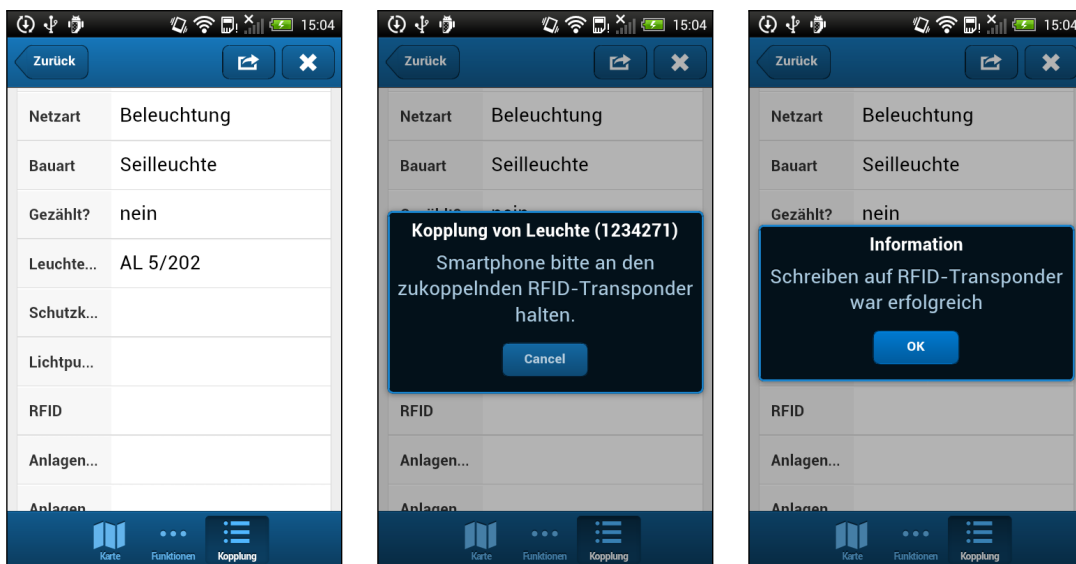 15:04
Zurück
Netzart Beleuchtung
Bauart Seilleuchte
Gezählt? nein
Leuchte... AL 5/202
Schutzk...
Lichtpu...
RFID
Anlagen...
Anlagen
Karte Funktionen Kopplung
15:04
Zurück
Netzart Beleuchtung
Bauart Seilleuchte
Kopplung von Leuchte (1234271)
Smartphone bitte an den
zukoppelnden RFID-Transponder
halten.
Cancel
RFID
Anlagen...
Anlagen
Karte Funktionen Kopplung
15:04
Zurück
Netzart Beleuchtung
Bauart Seilleuchte
Gezählt? nein
Information
Schreiben auf RFID-Transponder
war erfolgreich
OK
RFID
Anlagen...
Anlagen
Karte Funktionen Kopplung